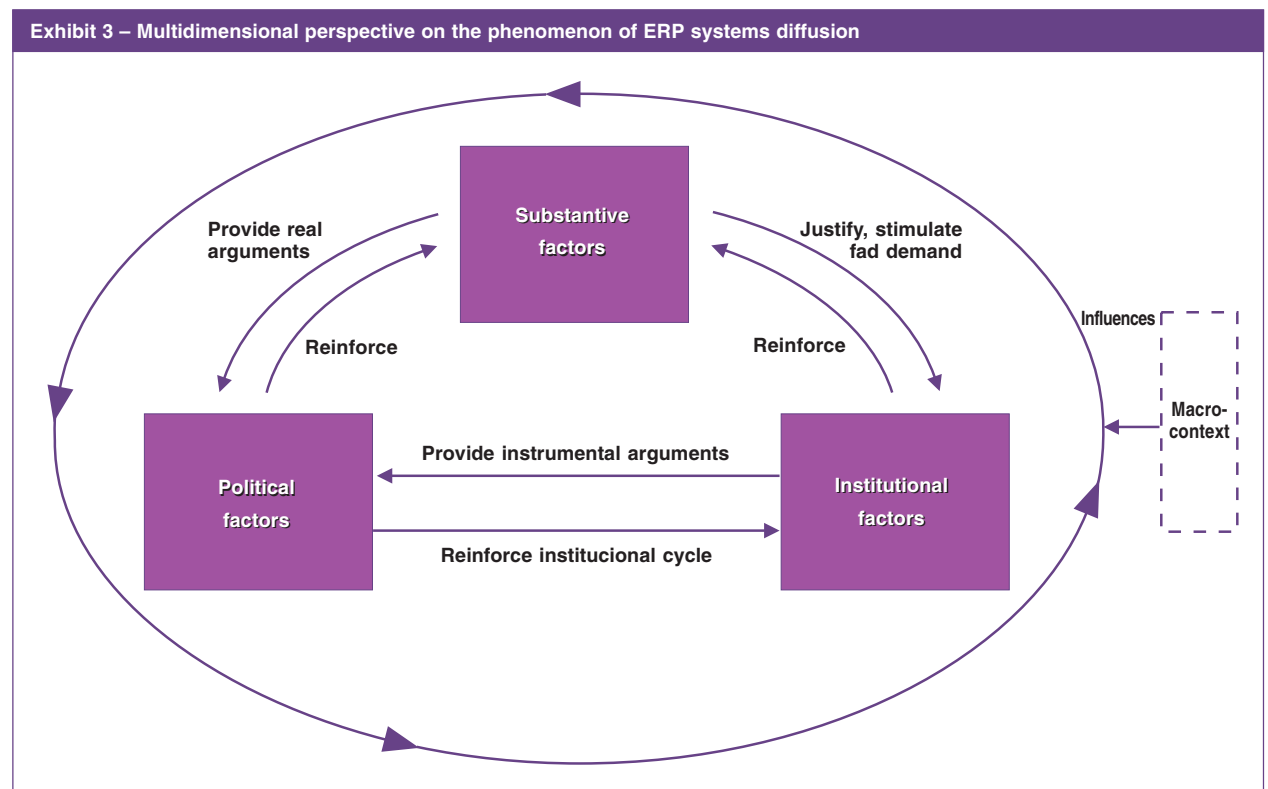 Exhibit 3 – Multidimensional perspective on the phenomenon of ERP systems diffusion
Substantive
factors
Provide real
arguments
Justify, stimulate
fad demand
Reinforce
Reinforce
Influences
Macro-
context
Political
factors
Provide instrumental arguments
Reinforce institucional cycle
Institutional
factors